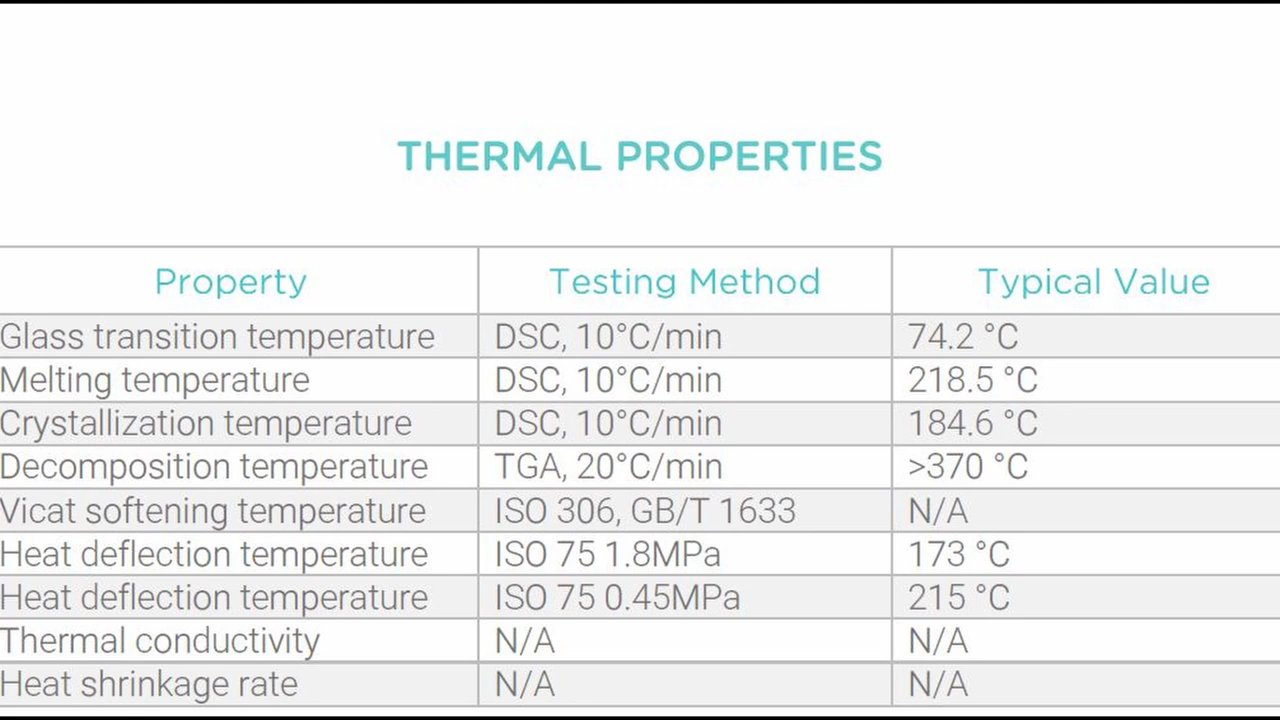 THERMAL PROPERTIES
Property Testing Method Typical Value
Glass transition temperature DSC, 10°C/min 74.2 °C
Melting temperature DSC, 10°C/min 218.5 °C
Crystallization temperature DSC, 10°C/min 184.6 °C
Decomposition temperature TGA, 20°C/min >370 °C
Vicat softening temperature ISO 306, GB/T 1633 N/A
Heat deflection temperature ISO 75 1.8MPa 173 °C
Heat deflection temperature ISO 75 0.45MPa 215 °C
Thermal conductivity N/A N/A
Heat shrinkage rate N/A N/A